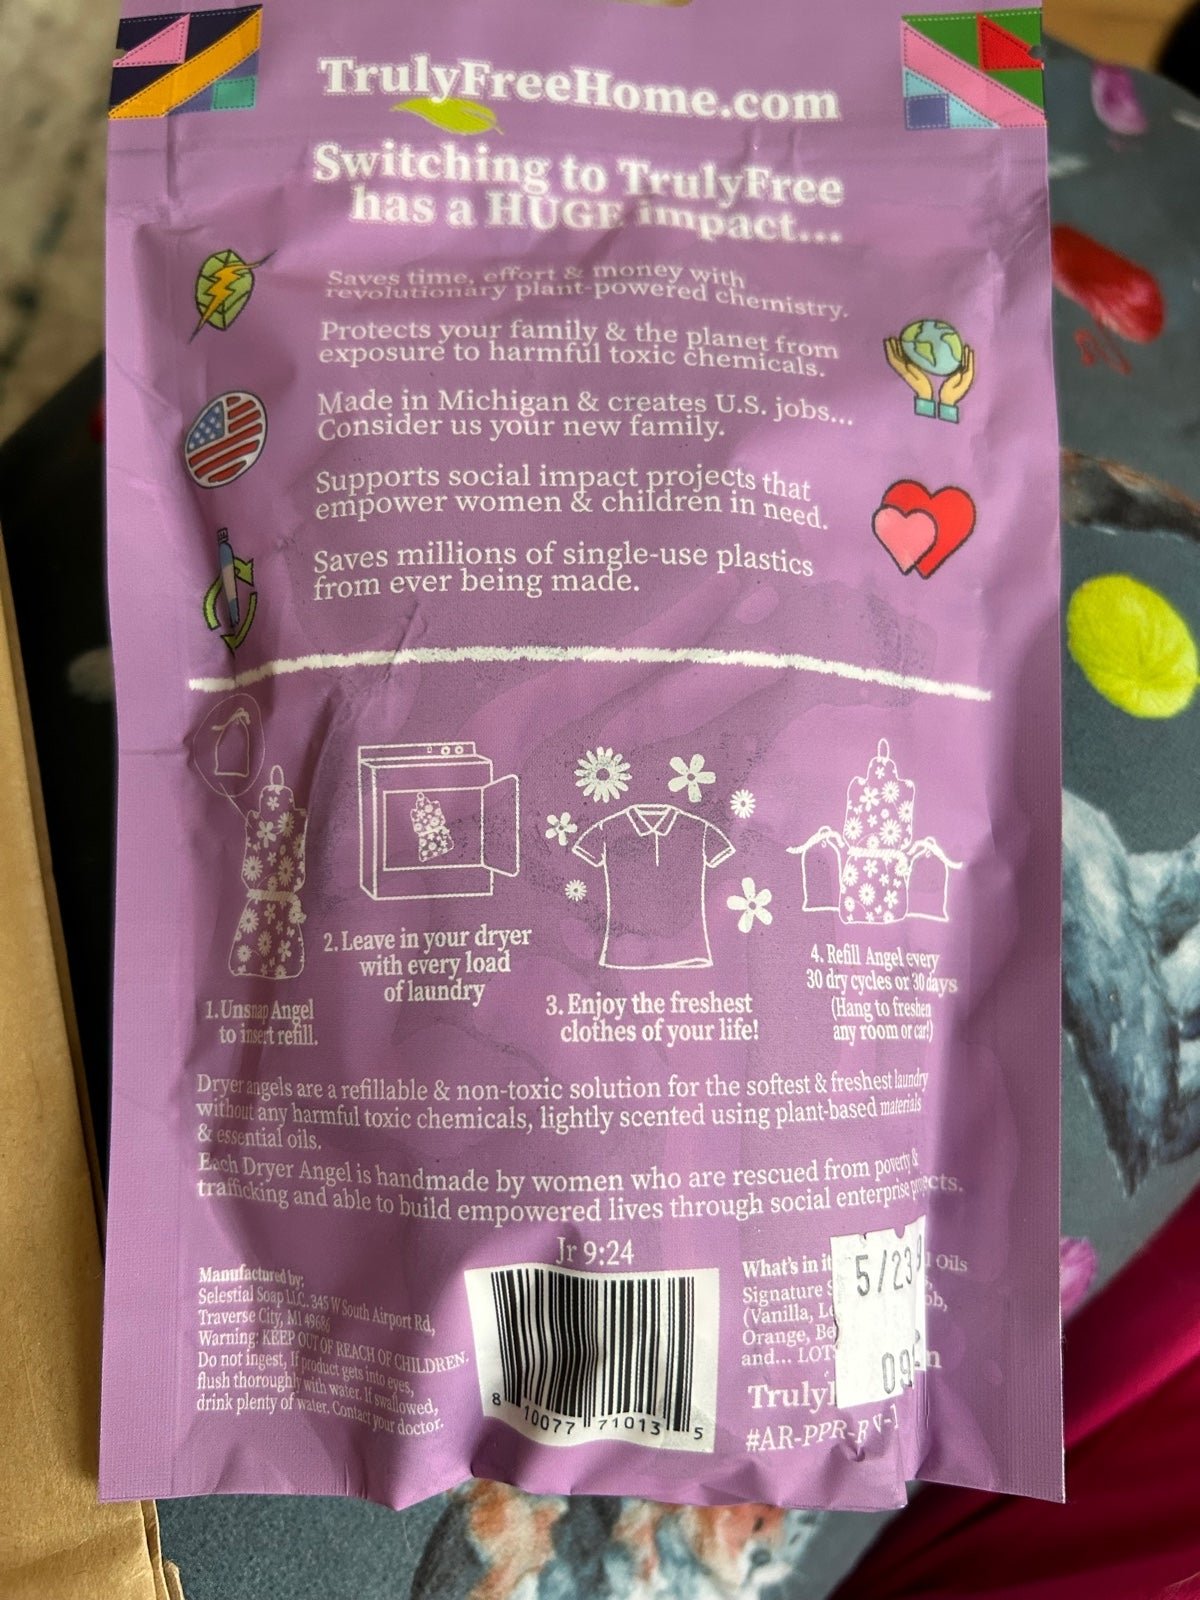 TrulyFreeHome.com
Switching to TrulyFree
has a HUGE impact...
Saves time, effort & money with
revolutionary plant-powered chemistry.
Protects your family & the planet from
exposure to harmful toxic chemicals.
Made in Michigan & creates U.S. jobs...
Consider us your new family.
Supports social impact projects that
empower women & children in need.
Saves millions of single-use plastics
from ever being made.
1. Unsnap Angel
to insert refill.
2. Leave in your dryer
with every load
of laundry
3. Enjoy the freshest
clothes of your life!
4. Refill Angel every
30 dry cycles or 30 days
(Hang to freshen
any room or car!)
Dryer angels are a refillable & non-toxic solution for the softest & freshest laundry
without any harmful toxic chemicals, lightly scented using plant-based materials
& essential oils.
Each Dryer Angel is handmade by women who are rescued from poverty &
trafficking and able to build empowered lives through social enterprise projects.
Jr 9:24
Manufactured by:
Selestial Soap LLC. 345 W South Airport Rd,
Traverse City, MI 49686
Warning: KEEP OUT OF REACH OF CHILDREN.
Do not ingest, If product gets into eyes,
flush thoroughly with water. If swallowed,
drink plenty of water. Contact your doctor.
8 10077 71013 5
What's in it Oils
Signature
(Vanilla,
Orange,
and...
5/23
09
#AR-PPR-